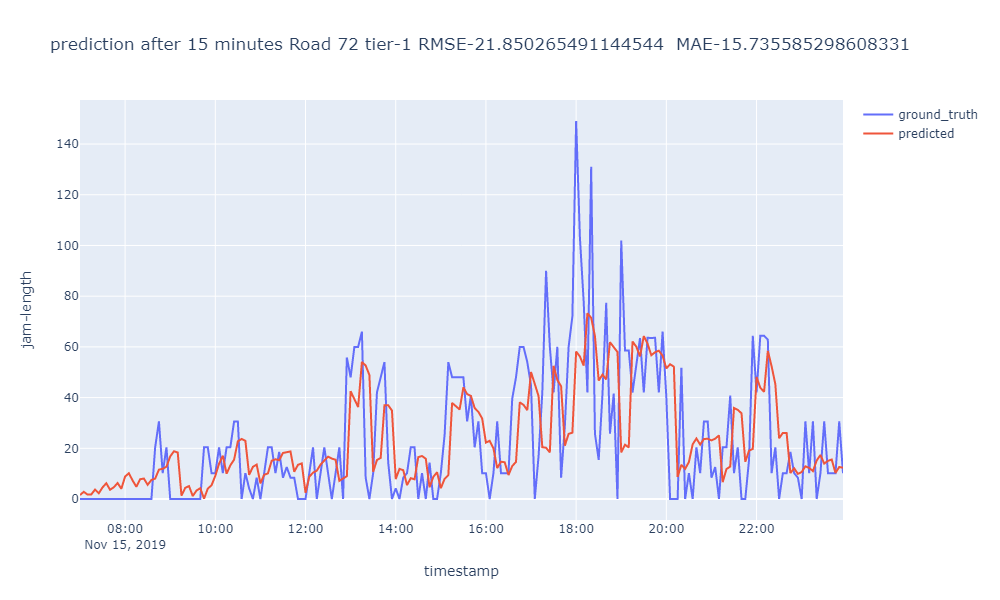 prediction after 15 minutes Road 72 tier-1 RMSE-21.850265491144544  MAE-15.735585298608331
ground_truth
predicted
140
120
100
80
60
40
20
0
jam-length
08:00 10:00 12:00 14:00 16:00 18:00 20:00 22:00
Nov 15, 2019
timestamp